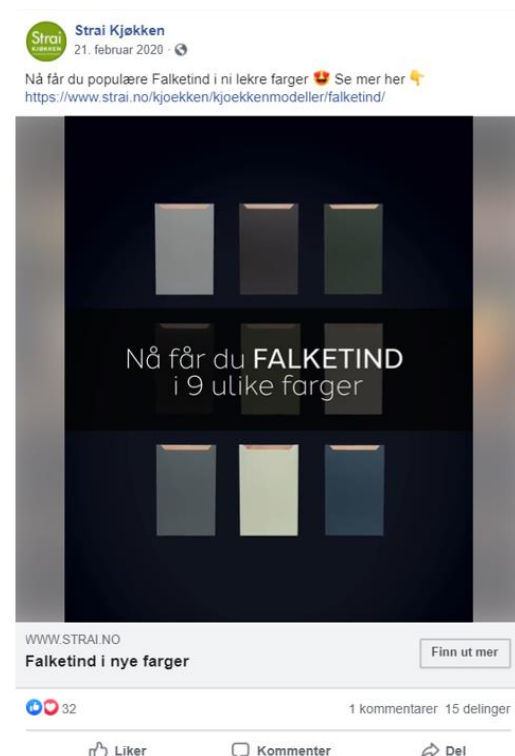 Strai
KJØKKEN
Strai Kjøkken
21. februar 2020 ·
Nå får du populære Falketind i ni lekre farger 🤩 Se mer her 👇
https://www.strai.no/kjoekken/kjoekkenmodeller/falketind/
Nå får du FALKETIND
i 9 ulike farger
WWW.STRAI.NO
Falketind i nye farger
Finn ut mer
32
1 kommentarer 15 delinger
Liker
Kommenter
Del